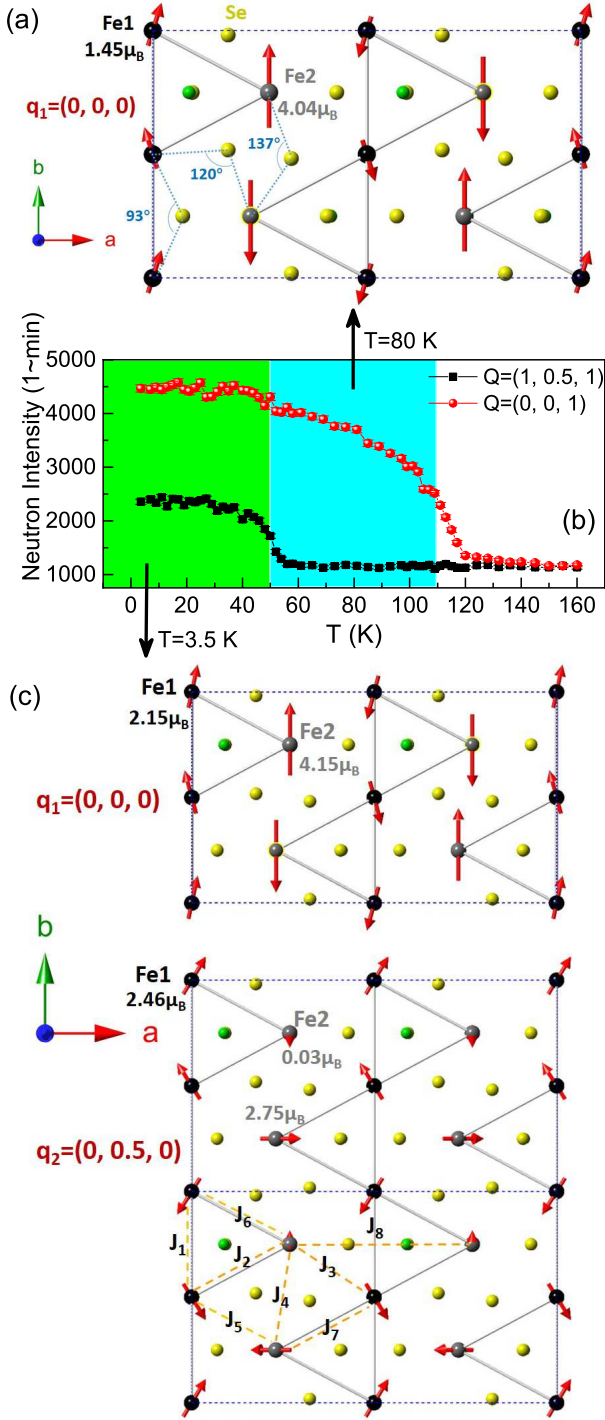 (a)
Se
Fe1
1.45μB
Fe2
4.04μB
q1=(0, 0, 0)
137°
120°
93°
b
a
T=80 K
5000
4000
3000
2000
1000
Neutron Intensity (1~min)
Q=(1, 0.5, 1)
Q=(0, 0, 1)
(b)
0 20 40 60 80 100 120 140 160
T (K)
T=3.5 K
(c)
Fe1
2.15μB
Fe2
4.15μB
q1=(0, 0, 0)
b
a
Fe1
2.46μB
Fe2
0.03μB
2.75μB
q2=(0, 0.5, 0)
J6
J8
J1
J2
J3
J4
J5
J7